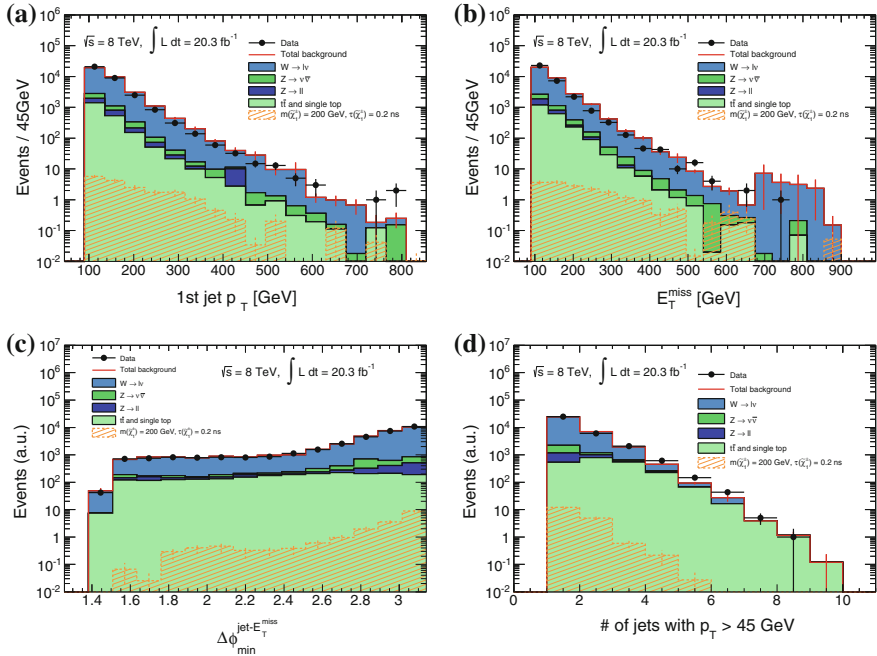 (a)
√s = 8 TeV, ∫ L dt = 20.3 fb⁻¹
Data
Total background
W → lν
Z → νν̅
Z → ll
tt̅ and single top
m(χ̃₁±) = 200 GeV, τ(χ̃₁±) = 0.2 ns
Events / 45GeV
10⁶
10⁵
10⁴
10³
10²
10
1
10⁻¹
10⁻²
100 200 300 400 500 600 700 800
1st jet p_T [GeV]
(b)
√s = 8 TeV, ∫ L dt = 20.3 fb⁻¹
Data
Total background
W → lν
Z → νν̅
Z → ll
tt̅ and single top
m(χ̃₁±) = 200 GeV, τ(χ̃₁±) = 0.2 ns
Events / 45GeV
10⁶
10⁵
10⁴
10³
10²
10
1
10⁻¹
10⁻²
100 200 300 400 500 600 700 800 900
E_T^miss [GeV]
(c)
√s = 8 TeV, ∫ L dt = 20.3 fb⁻¹
Data
Total background
W → lν
Z → νν̅
Z → ll
tt̅ and single top
m(χ̃₁±) = 200 GeV, τ(χ̃₁±) = 0.2 ns
Events (a.u.)
10⁷
10⁶
10⁵
10⁴
10³
10²
10
1
10⁻¹
10⁻²
1.4 1.6 1.8 2 2.2 2.4 2.6 2.8 3
Δϕ_min^jet-E_T^miss
(d)
√s = 8 TeV, ∫ L dt = 20.3 fb⁻¹
Data
Total background
W → lν
Z → νν̅
Z → ll
tt̅ and single top
m(χ̃₁±) = 200 GeV, τ(χ̃₁±) = 0.2 ns
Events (a.u.)
10⁷
10⁶
10⁵
10⁴
10³
10²
10
1
10⁻¹
10⁻²
0 2 4 6 8 10
# of jets with p_T > 45 GeV